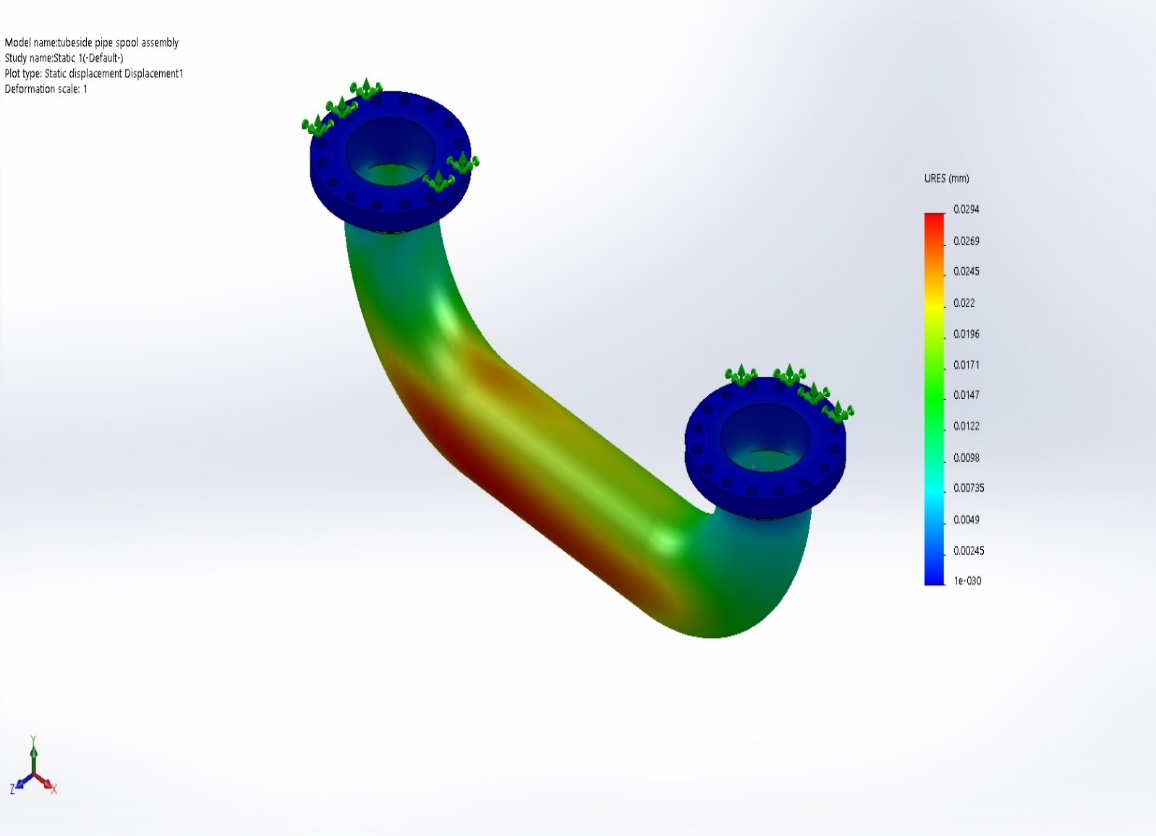 Model name:tubeside pipe spool assembly
Study name:Static 1(-Default-)
Plot type: Static displacement Displacement1
Deformation scale: 1
URES (mm)
0.0294
0.0269
0.0245
0.022
0.0196
0.0171
0.0147
0.0122
0.0098
0.00735
0.0049
0.00245
1e-030
Y
Z
X